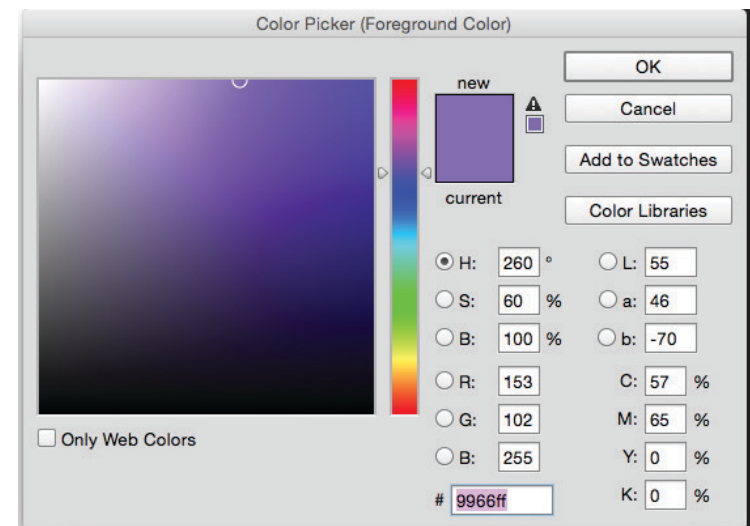 Color Picker (Foreground Color)
new
current
OK
Cancel
Add to Swatches
Color Libraries
H: 260 °
S: 60 %
B: 100 %
R: 153
G: 102
B: 255
# 9966ff
L: 55
a: 46
b: -70
C: 57 %
M: 65 %
Y: 0 %
K: 0 %
Only Web Colors